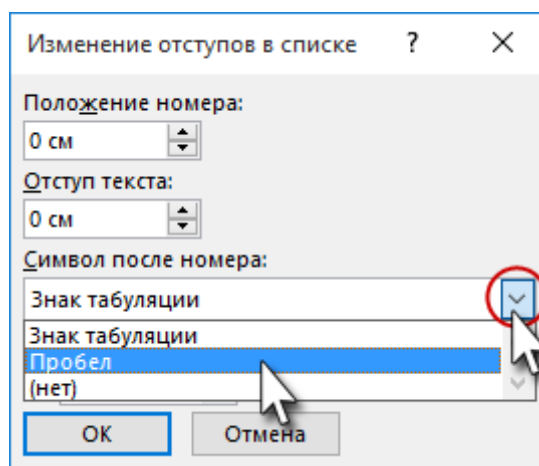 Изменение отступов в списке ?
Положение номера:
0 см
Отступ текста:
0 см
Символ после номера:
Знак табуляции
Знак табуляции
Пробел
(нет)
ОК Отмена